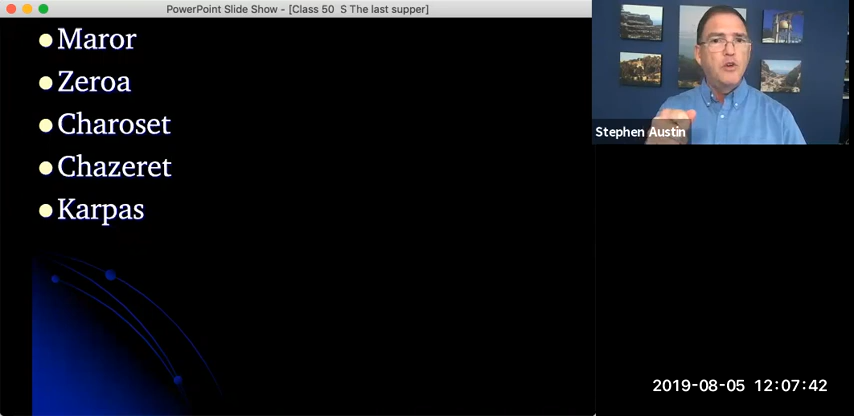 PowerPoint Slide Show - [Class 50  S The last supper]
Maror
Zeroa
Charoset
Chazeret
Karpas
Stephen Austin
2019-08-05 12:07:42